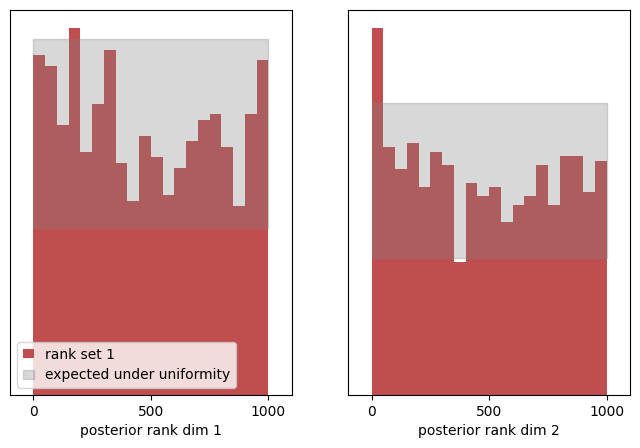 rank set 1
expected under uniformity
0 500 1000
posterior rank dim 1
0 500 1000
posterior rank dim 2